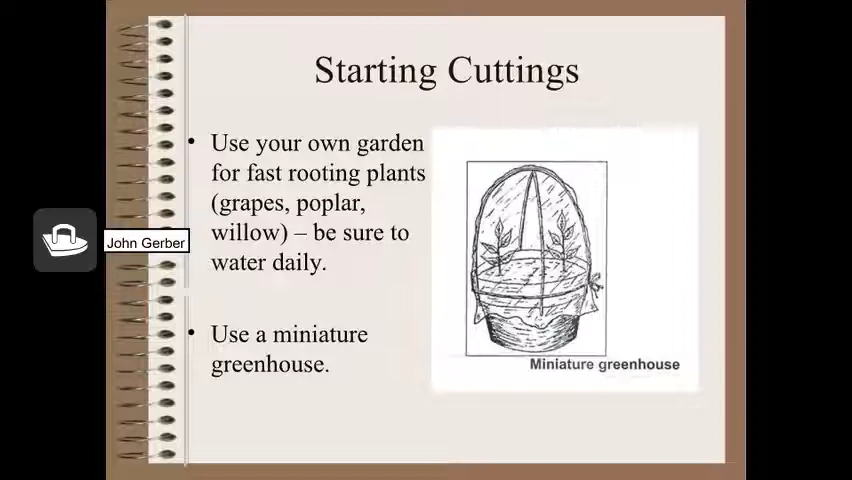 Starting Cuttings
• Use your own garden
for fast rooting plants
(grapes, poplar,
willow) – be sure to
water daily.
• Use a miniature
greenhouse.
Miniature greenhouse
John Gerber